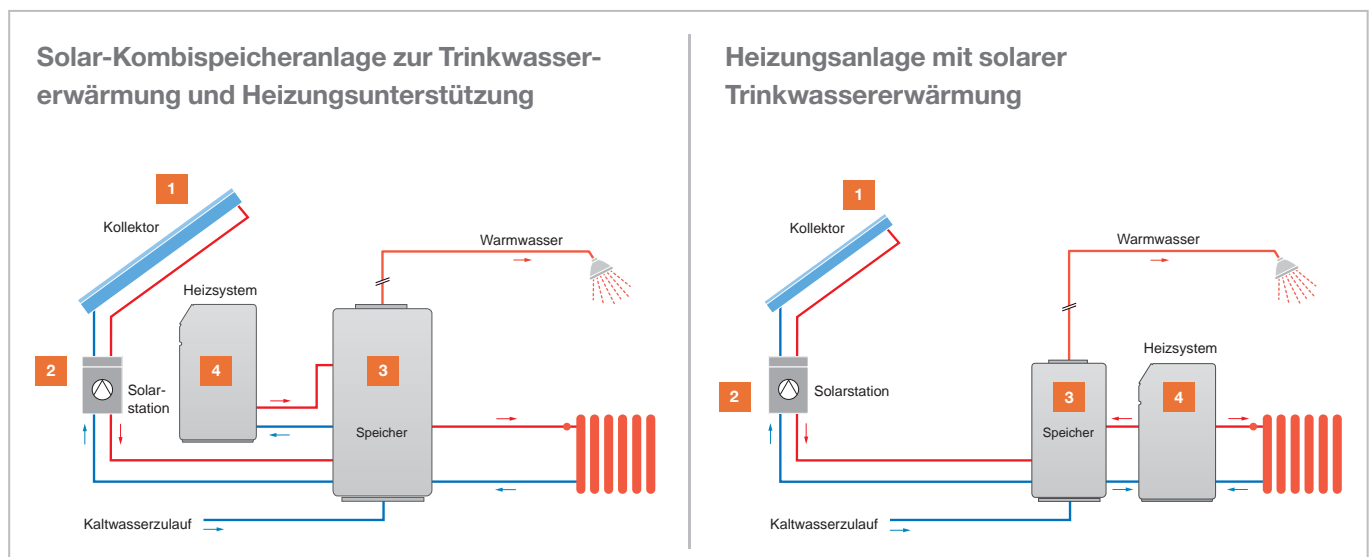 Solar-Kombispeicheranlage zur Trinkwasser-
erwärmung und Heizungsunterstützung
1
Kollektor
Warmwasser
Heizsystem
2
4
3
Solar-
station
Speicher
Kaltwasserzulauf
Heizungsanlage mit solarer
Trinkwassererwärmung
1
Kollektor
Warmwasser
Heizsystem
2
Solarstation
3
4
Speicher
Kaltwasserzulauf